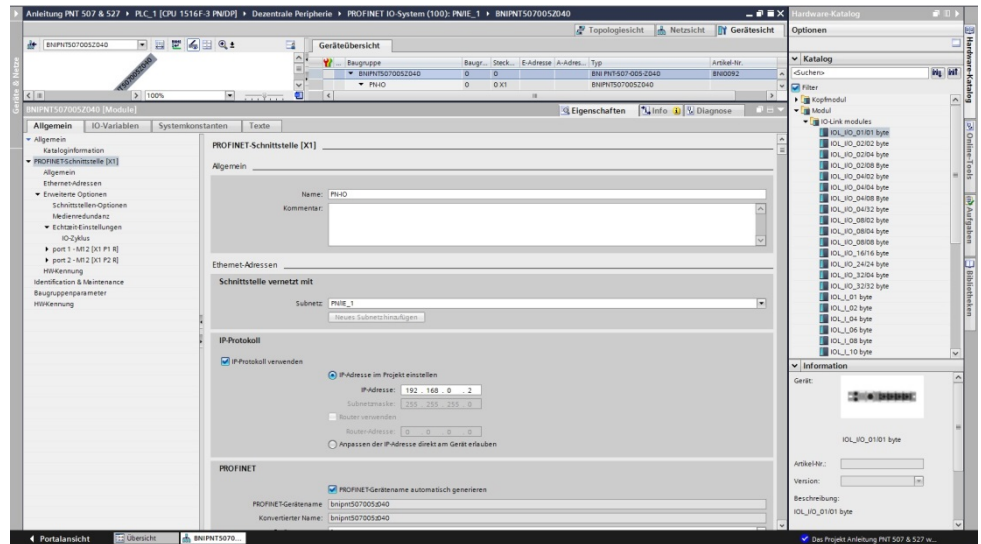 Anleitung PNT 507 & 527 ▸ PLC_1 [CPU 1516F-3 PN/DP] ▸ Dezentrale Peripherie ▸ PROFINET IO-System (100): PN/IE_1 ▸ BNIPNT507005Z040
Topologiesicht Netzsicht Gerätesicht
BNIPNT507005Z040
Geräteübersicht
Baugruppe Baugr... Steck... E-Adresse A-Adres... Typ Artikel-Nr.
BNIPNT507005Z040 0 0 BNI PNT-507-005-Z040 BNI0092
PN-IO 0 0 X1 BNIPNT507005Z040
100%
Geräte & Netze
BNIPNT507005Z040 [Module]
Eigenschaften Info Diagnose
Allgemein IO-Variablen Systemkonstanten Texte
Allgemein
Kataloginformation
PROFINET-Schnittstelle [X1]
Allgemein
Ethernet-Adressen
Erweiterte Optionen
Schnittstellen-Optionen
Medienredundanz
Echtzeit-Einstellungen
IO-Zyklus
port 1 - M12 [X1 P1 R]
port 2 - M12 [X1 P2 R]
HW-Kennung
Identification & Maintenance
Baugruppenparameter
HW-Kennung
PROFINET-Schnittstelle [X1]
Allgemein
Name: PN-IO
Kommentar:
Ethernet-Adressen
Schnittstelle vernetzt mit
Subnetz: PN/IE_1
Neues Subnetz hinzufügen
IP-Protokoll
IP-Protokoll verwenden
IP-Adresse im Projekt einstellen
IP-Adresse: 192 . 168 . 0 . 2
Subnetzmaske: 255 . 255 . 255 . 0
Router verwenden
Router-Adresse: 0 . 0 . 0 . 0
Anpassen der IP-Adresse direkt am Gerät erlauben
PROFINET
PROFINET-Gerätename automatisch generieren
PROFINET-Gerätename bnipnt507005z040
Konvertierter Name: bnipnt507005z040
Hardware-Katalog
Optionen
Katalog
<Suchen>
Filter
Kopfmodul
Modul
IO-Link modules
IOL_I/O_01/01 byte
IOL_I/O_02/02 byte
IOL_I/O_02/04 byte
IOL_I/O_02/08 Byte
IOL_I/O_04/02 byte
IOL_I/O_04/04 byte
IOL_I/O_04/08 Byte
IOL_I/O_04/32 byte
IOL_I/O_08/02 byte
IOL_I/O_08/04 byte
IOL_I/O_08/08 byte
IOL_I/O_16/16 byte
IOL_I/O_24/24 byte
IOL_I/O_32/04 byte
IOL_I/O_32/32 byte
IOL_I_01 byte
IOL_I_02 byte
IOL_I_04 byte
IOL_I_06 byte
IOL_I_08 byte
IOL_I_10 byte
Information
Gerät:
IOL_I/O_01/01 byte
Artikel-Nr.:
Version:
Beschreibung:
IOL_I/O_01/01 byte
Hardware-Katalog
Online-Tools
Aufgaben
Bibliotheken
Portalansicht Übersicht BNIPNT5070... Das Projekt Anleitung PNT 507 & 527 w...